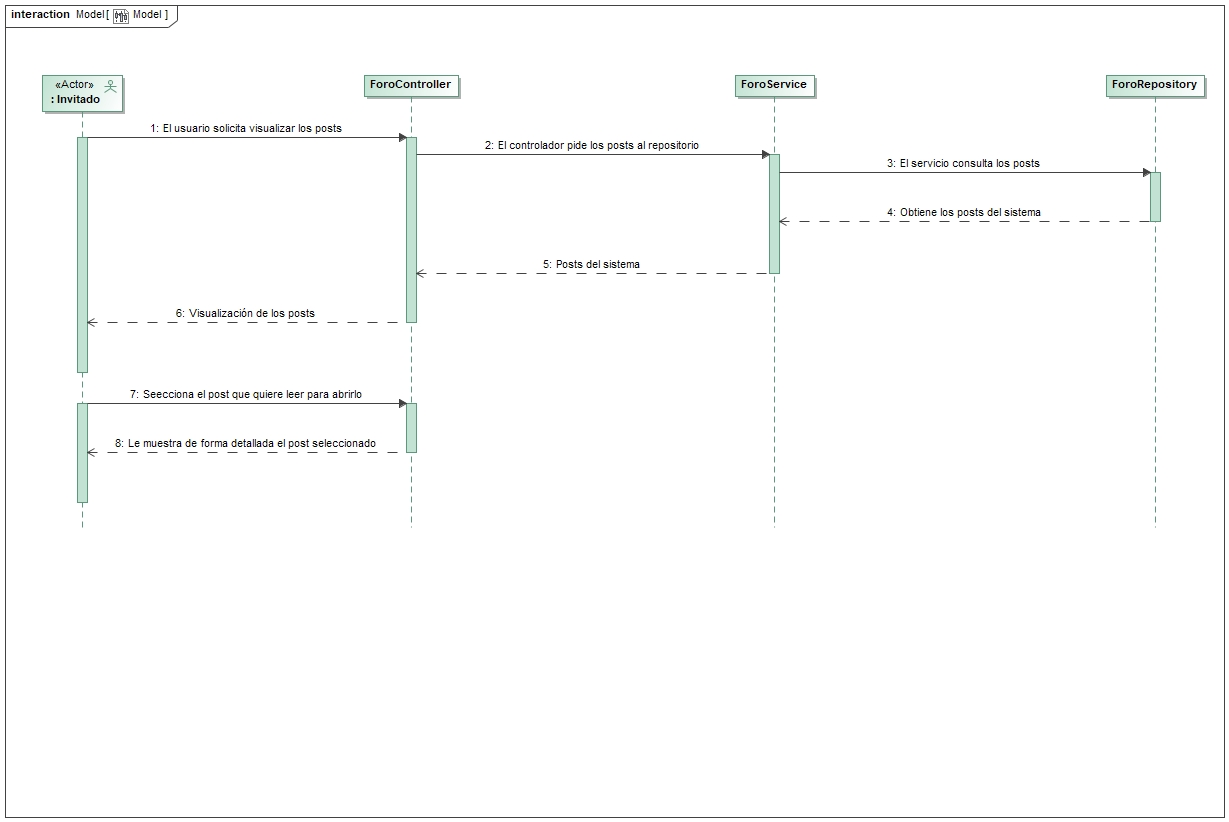 interaction Model[ Model ]
«Actor»
: Invitado
ForoController
ForoService
ForoRepository
1: El usuario solicita visualizar los posts
2: El controlador pide los posts al repositorio
3: El servicio consulta los posts
4: Obtiene los posts del sistema
5: Posts del sistema
6: Visualización de los posts
7: Seecciona el post que quiere leer para abrirlo
8: Le muestra de forma detallada el post seleccionado